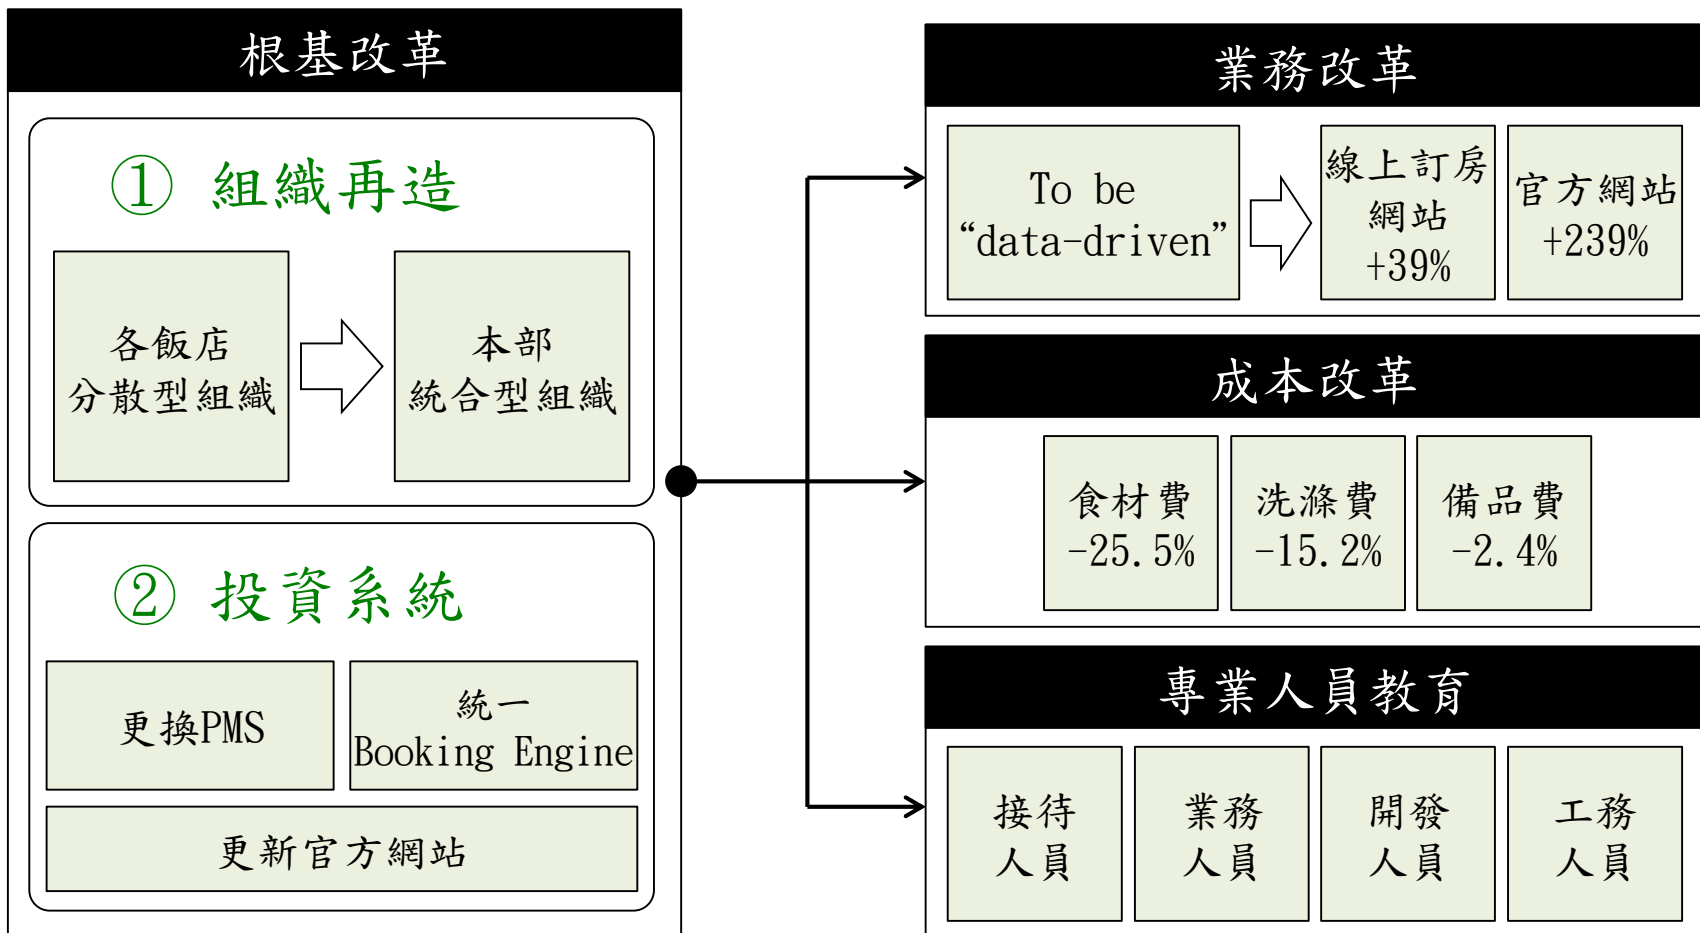 根基改革
① 組織再造
各飯店
分散型組織
本部
統合型組織
② 投資系統
更換PMS
統一
Booking Engine
更新官方網站
業務改革
To be
“data-driven”
線上訂房
網站
+39%
官方網站
+239%
成本改革
食材費
-25.5%
洗滌費
-15.2%
備品費
-2.4%
專業人員教育
接待
人員
業務
人員
開發
人員
工務
人員